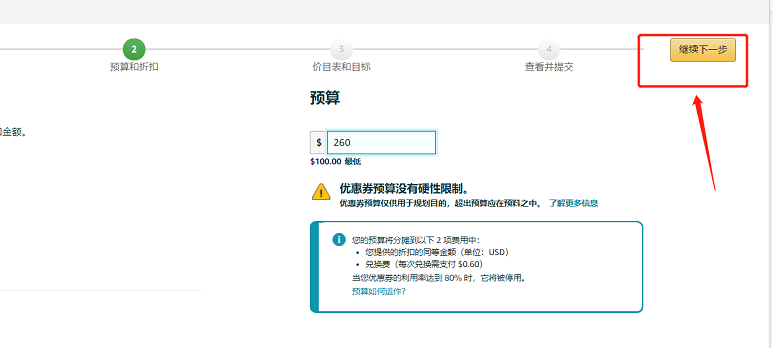 2
3
4
继续下一步
预算和折扣
价目表和目标
查看并提交
预算
金额。
$ 260
$100.00 最低
优惠券预算没有硬性限制。
优惠券预算仅供用于规划目的，超出预算应在预料之中。 了解更多信息
您的预算将分摊到以下 2 项费用中：
• 您提供的折扣的同等金额（单位：USD）
• 兑换费（每次兑换需支付 $0.60）
当您优惠券的利用率达到 80% 时，它将被停用。
预算如何运作?